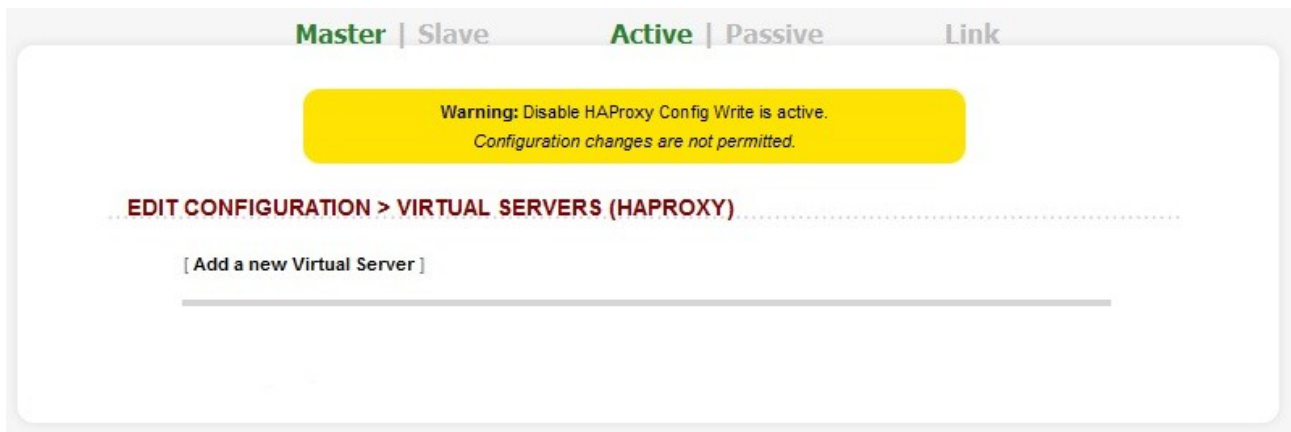 Master | Slave Active | Passive Link
Warning: Disable HAProxy Config Write is active.
Configuration changes are not permitted.
EDIT CONFIGURATION > VIRTUAL SERVERS (HAPROXY)
[ Add a new Virtual Server ]